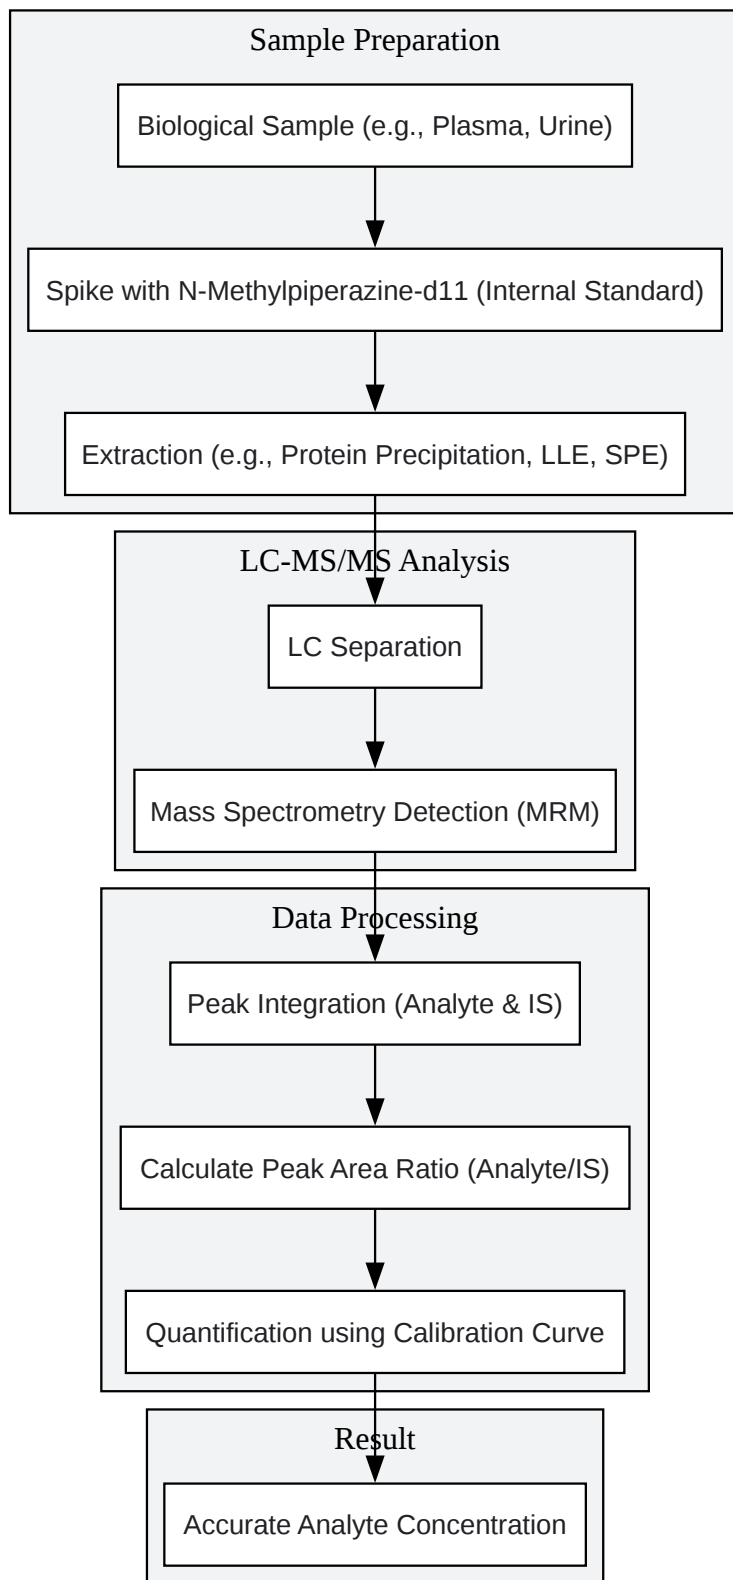 Sample Preparation
Biological Sample (e.g., Plasma, Urine)
Spike with N-Methylpiperazine-d11 (Internal Standard)
Extraction (e.g., Protein Precipitation, LLE, SPE)
LC-MS/MS Analysis
LC Separation
Mass Spectrometry Detection (MRM)
Data Processing
Peak Integration (Analyte & IS)
Calculate Peak Area Ratio (Analyte/IS)
Quantification using Calibration Curve
Result
Accurate Analyte Concentration